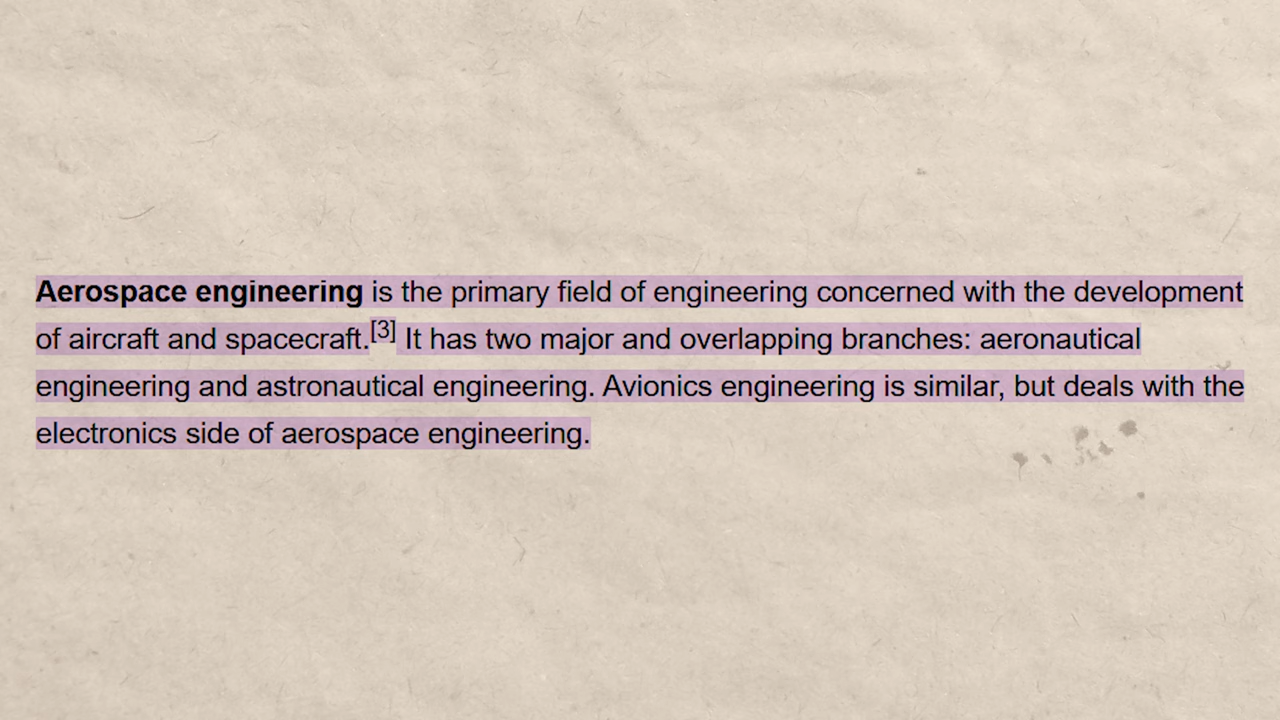 Aerospace engineering is the primary field of engineering concerned with the development
of aircraft and spacecraft.[3] It has two major and overlapping branches: aeronautical
engineering and astronautical engineering. Avionics engineering is similar, but deals with the
electronics side of aerospace engineering.